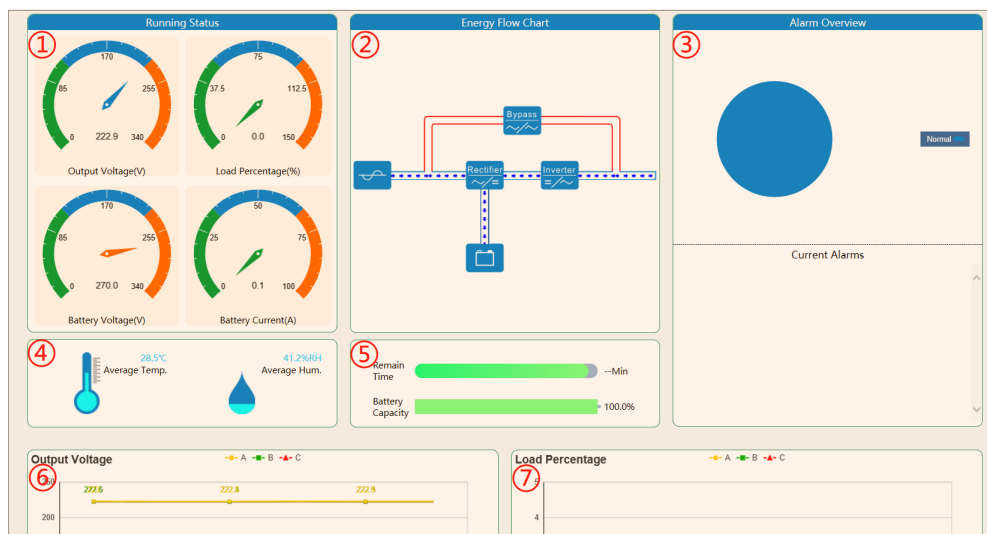 Running Status
①
170
85
255
0
222.9
340
Output Voltage(V)
75
37.5
112.5
0
0.0
150
Load Percentage(%)
170
85
255
0
270.0
340
Battery Voltage(V)
50
25
75
0
0.1
100
Battery Current(A)
Energy Flow Chart
②
Bypass
Rectifier
Inverter
Alarm Overview
③
Normal
Current Alarms
④
28.5℃
Average Temp.
41.2%RH
Average Hum.
⑤
Remain
Time
--Min
Battery
Capacity
100.0%
Output Voltage
A B C
⑥
200
Load Percentage
A B C
⑦
5
4